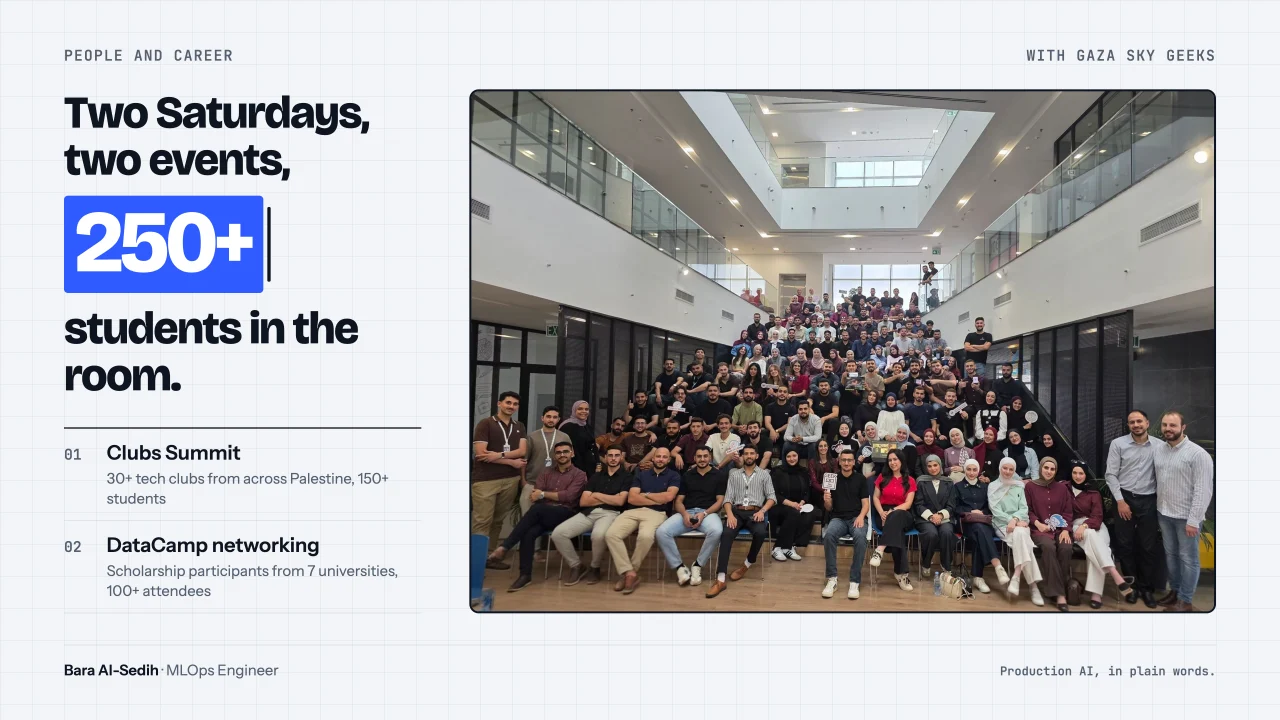 PEOPLE AND CAREER
WITH GAZA SKY GEEKS
Two Saturdays,
two events,
250+
students in the
room.
01
Clubs Summit
30+ tech clubs from across Palestine, 150+
students
02
DataCamp networking
Scholarship participants from 7 universities,
100+ attendees
Bara Al-Sedih · MLOps Engineer
Production AI, in plain words.